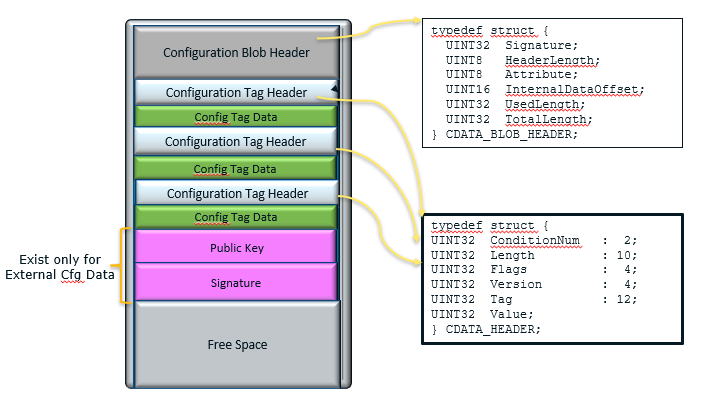 Configuration Blob Header
Configuration Tag Header
Config Tag Data
Configuration Tag Header
Config Tag Data
Configuration Tag Header
Config Tag Data
Public Key
Signature
Free Space
Exist only for
External Cfg Data
typedef struct {
UINT32 Signature;
UINT8 HeaderLength;
UINT8 Attribute;
UINT16 InternalDataOffset;
UINT32 UsedLength;
UINT32 TotalLength;
} CDATA_BLOB_HEADER;
typedef struct {
UINT32 ConditionNum : 2;
UINT32 Length : 10;
UINT32 Flags : 4;
UINT32 Version : 4;
UINT32 Tag : 12;
UINT32 Value;
} CDATA_HEADER;